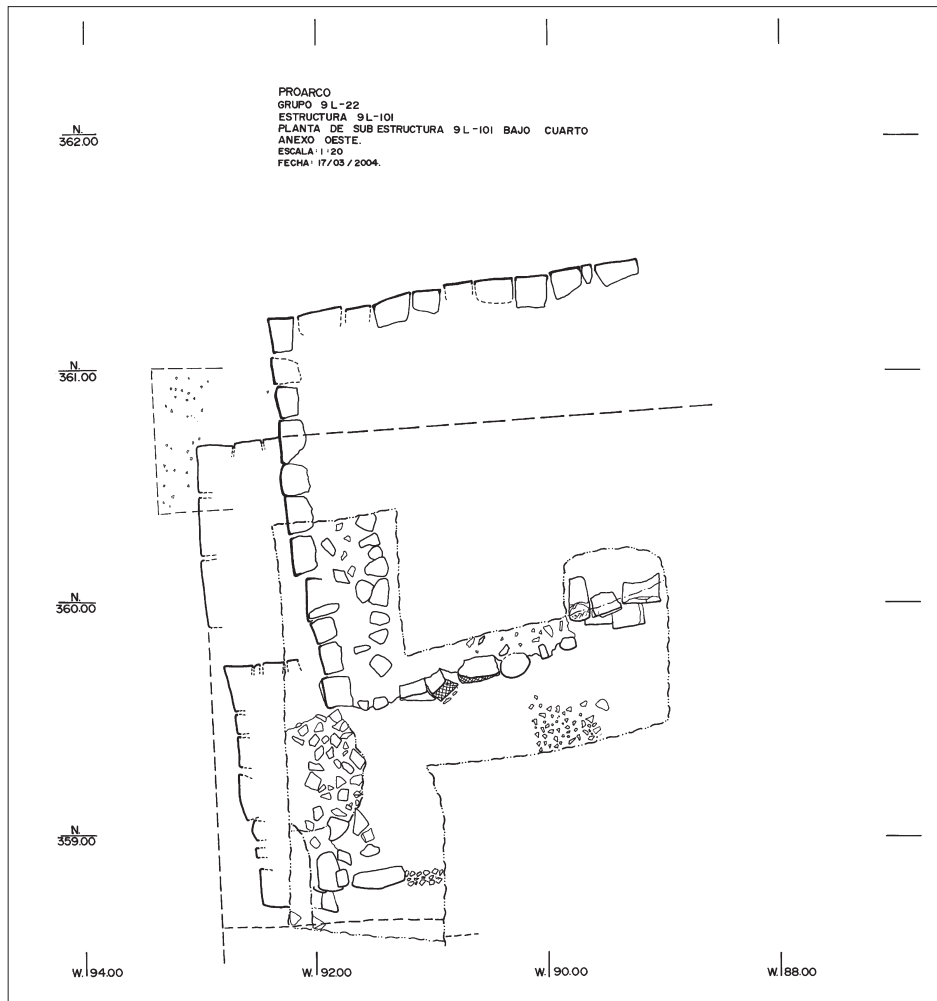 PROARCO
GRUPO 9L-22
ESTRUCTURA 9L-101
PLANTA DE SUB ESTRUCTURA 9L-101 BAJO CUARTO
ANEXO OESTE.
ESCALA: 1:20
FECHA: 17/03/2004.
N.
362.00
N.
361.00
N.
360.00
N.
359.00
W. 94.00
W. 92.00
W. 90.00
W. 88.00